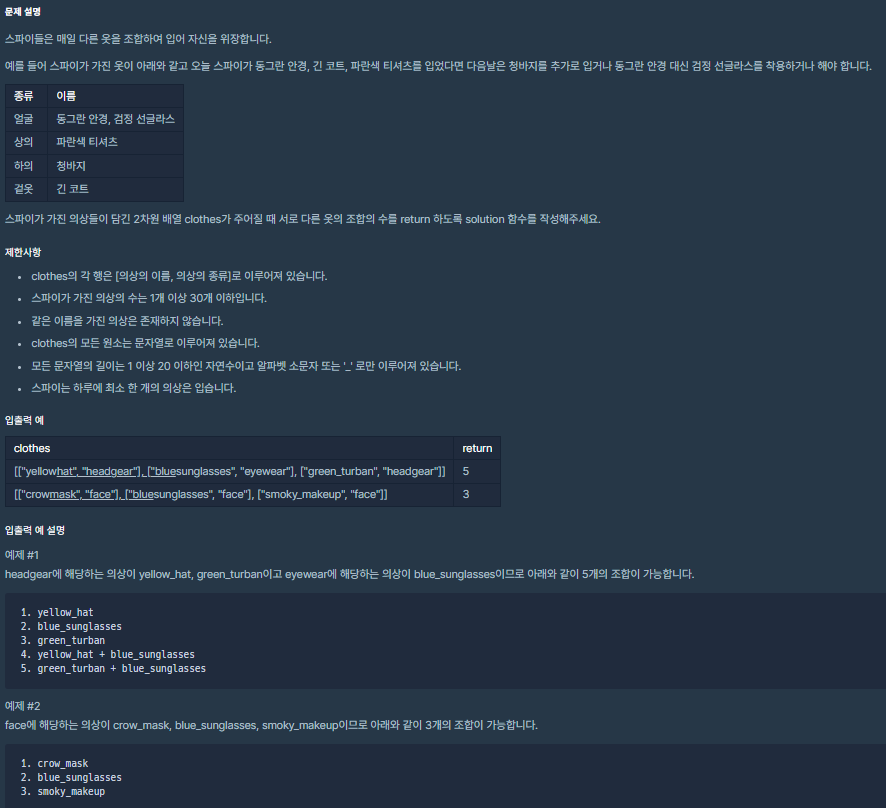 문제 설명
스파이들은 매일 다른 옷을 조합하여 입어 자신을 위장합니다.
예를 들어 스파이가 가진 옷이 아래와 같고 오늘 스파이가 동그란 안경, 긴 코트, 파란색 티셔츠를 입었다면 다음날은 청바지를 추가로 입거나 동그란 안경 대신 검정 선글라스를 착용하거나 해야 합니다.
종류 이름
얼굴 동그란 안경, 검정 선글라스
상의 파란색 티셔츠
하의 청바지
겉옷 긴 코트
스파이가 가진 의상들이 담긴 2차원 배열 clothes가 주어질 때 서로 다른 옷의 조합의 수를 return 하도록 solution 함수를 작성해주세요.
제한사항
• clothes의 각 행은 [의상의 이름, 의상의 종류]로 이루어져 있습니다.
• 스파이가 가진 의상의 수는 1개 이상 30개 이하입니다.
• 같은 이름을 가진 의상은 존재하지 않습니다.
• clothes의 모든 원소는 문자열로 이루어져 있습니다.
• 모든 문자열의 길이는 1 이상 20 이하인 자연수이고 알파벳 소문자 또는 '_' 로만 이루어져 있습니다.
• 스파이는 하루에 최소 한 개의 의상은 입습니다.
입출력 예
clothes return
[["yellowhat", "headgear"], ["bluesunglasses", "eyewear"], ["green_turban", "headgear"]] 5
[["crowmask", "face"], ["bluesunglasses", "face"], ["smoky_makeup", "face"]] 3
입출력 예 설명
예제 #1
headgear에 해당하는 의상이 yellow_hat, green_turban이고 eyewear에 해당하는 의상이 blue_sunglasses이므로 아래와 같이 5개의 조합이 가능합니다.
1. yellow_hat
2. blue_sunglasses
3. green_turban
4. yellow_hat + blue_sunglasses
5. green_turban + blue_sunglasses
예제 #2
face에 해당하는 의상이 crow_mask, blue_sunglasses, smoky_makeup이므로 아래와 같이 3개의 조합이 가능합니다.
1. crow_mask
2. blue_sunglasses
3. smoky_makeup